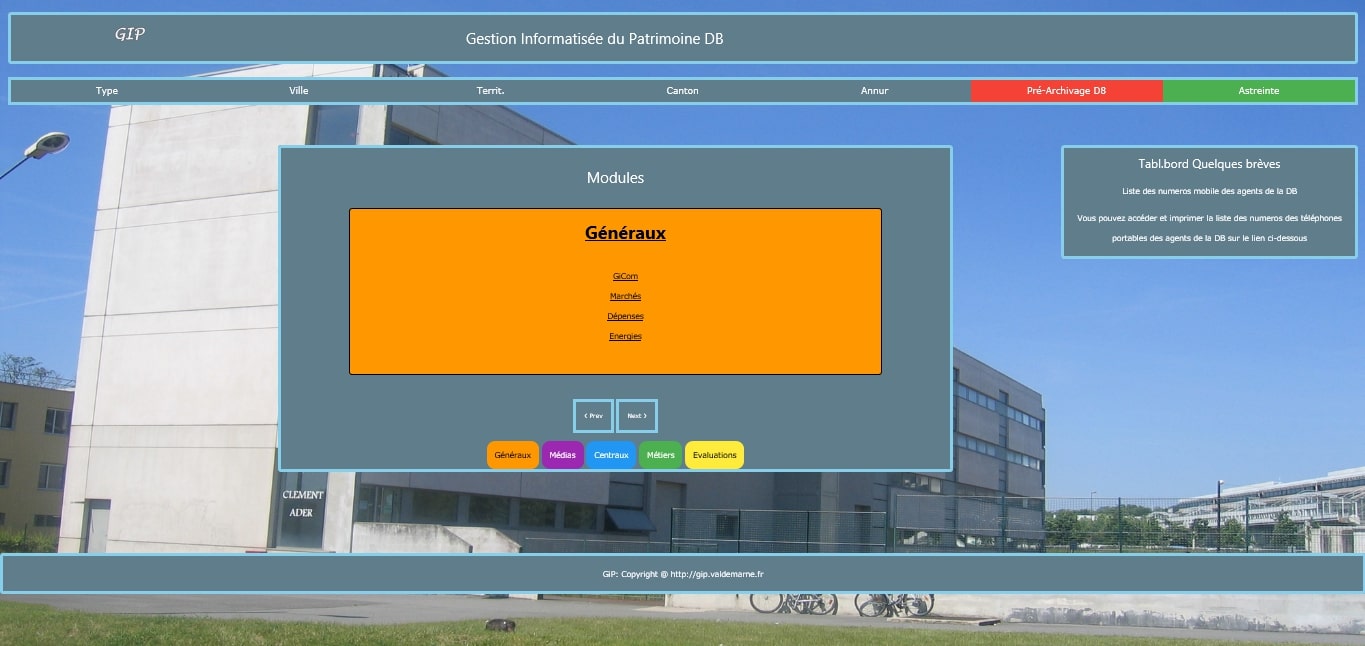 GIP
Gestion Informatisée du Patrimoine DB
Type Ville Territ. Canton Annur Pré-Archivage DB Astreinte
Modules
Généraux
GiCom
Marchés
Dépenses
Energies
‹ Prev Next ›
Généraux Médias Centraux Métiers Evaluations
Tabl.bord Quelques brèves
Liste des numeros mobile des agents de la DB
Vous pouvez accéder et imprimer la liste des numeros des téléphones
portables des agents de la DB sur le lien ci-dessous
CLEMENT
ADER
GIP: Copyright @ http://gip.valdemarne.fr